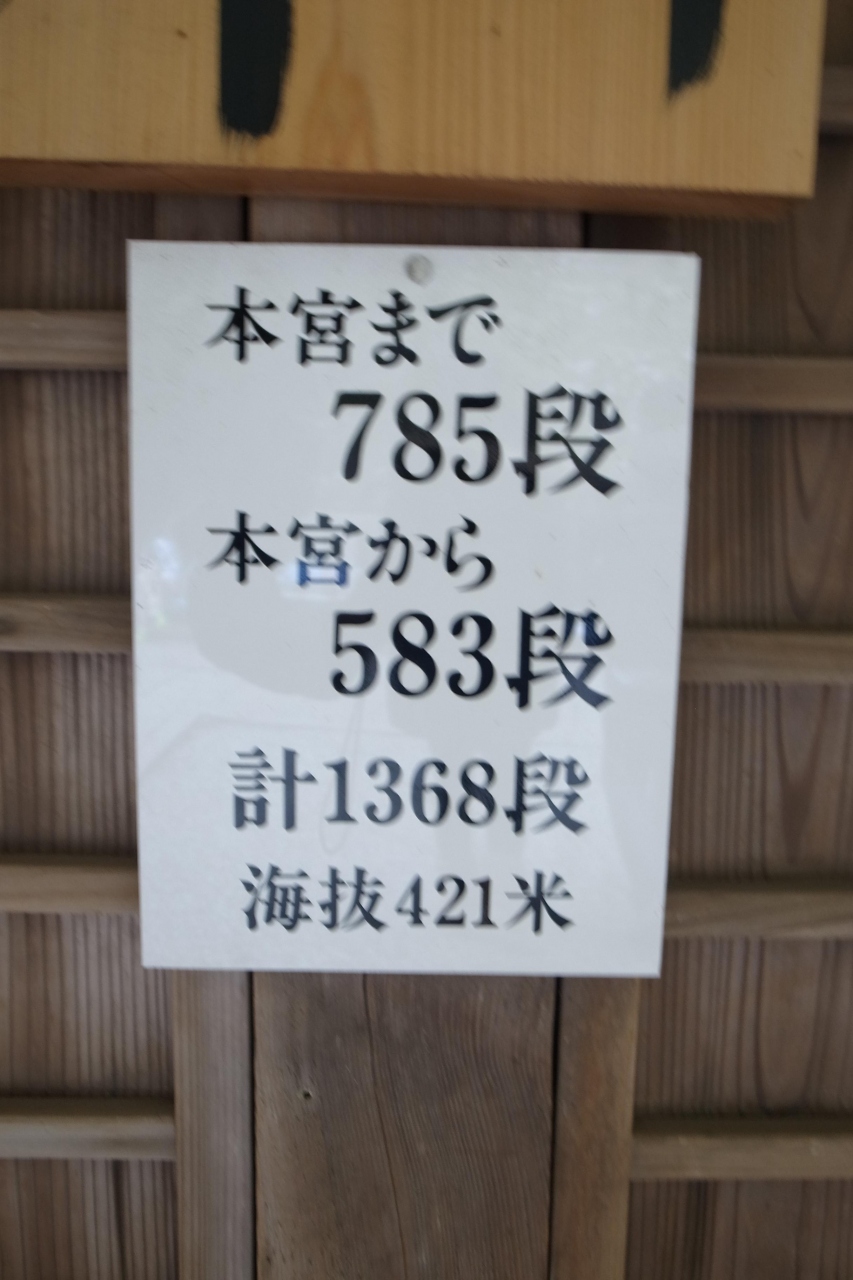 本宮まで
785段
本宮から
583段
計1368段
海抜421米